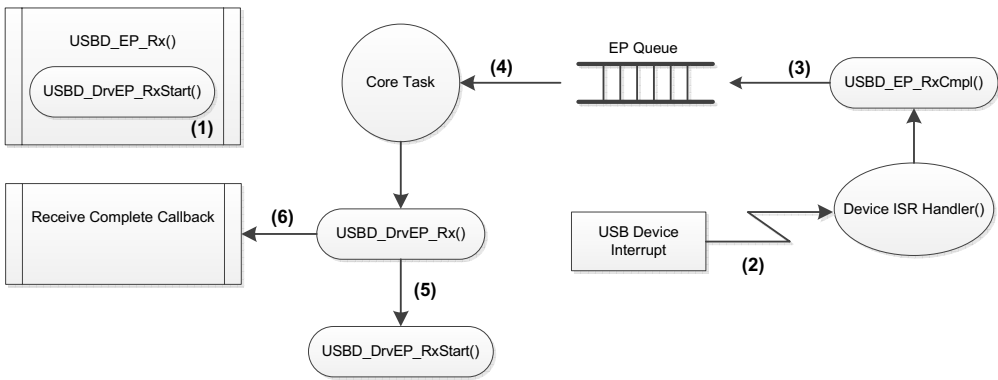 USBD_EP_Rx()
USBD_DrvEP_RxStart()
(1)
Core Task
(4)
EP Queue
(3)
USBD_EP_RxCmpl()
Receive Complete Callback
(6)
USBD_DrvEP_Rx()
USB Device
Interrupt
(2)
Device ISR Handler()
(5)
USBD_DrvEP_RxStart()